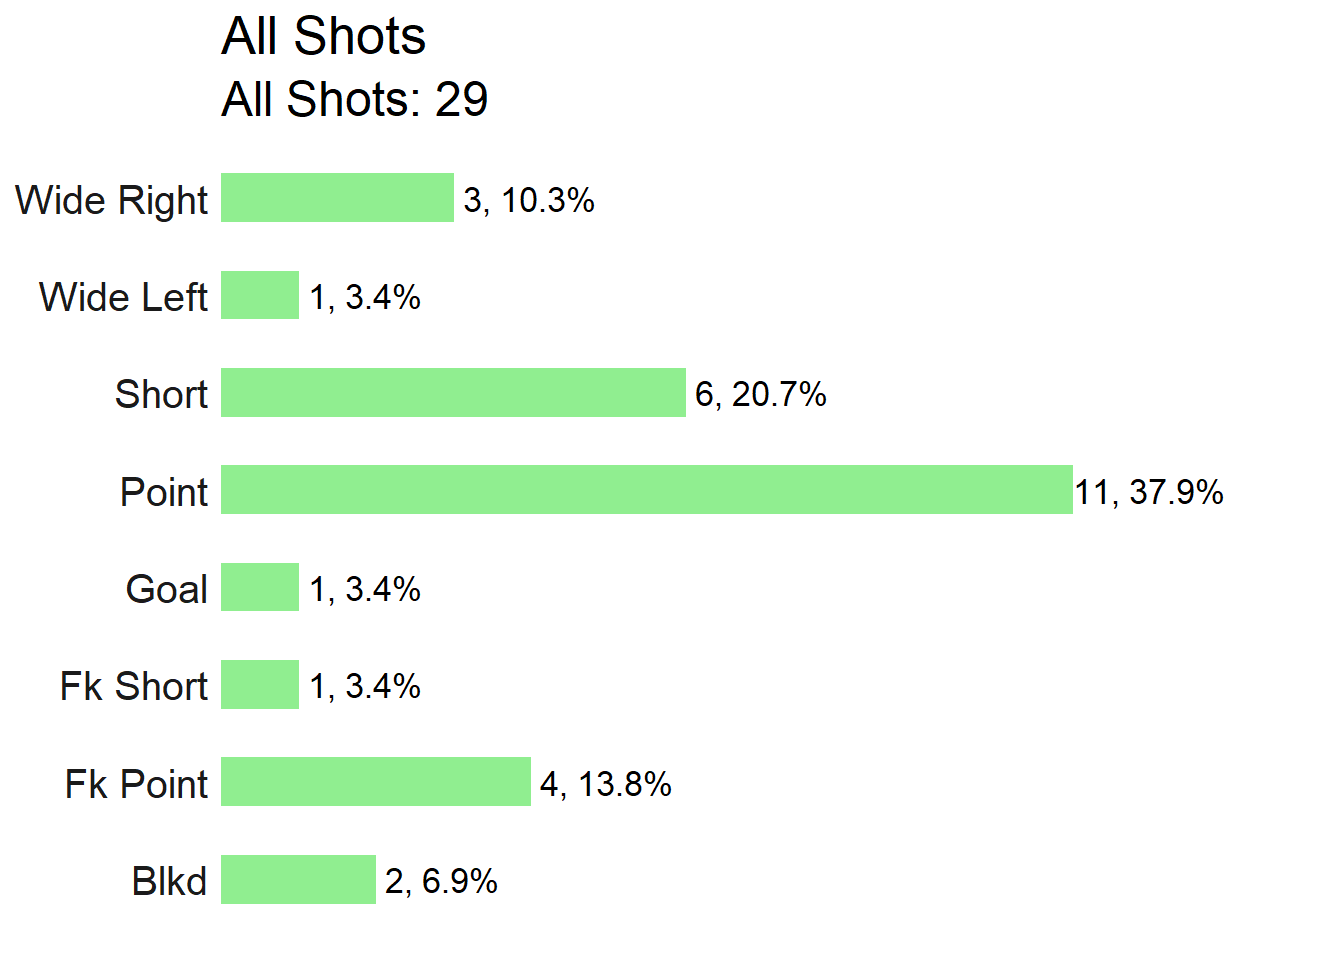 All Shots
All Shots: 29
Wide Right 3, 10.3%
Wide Left 1, 3.4%
Short 6, 20.7%
Point 11, 37.9%
Goal 1, 3.4%
Fk Short 1, 3.4%
Fk Point 4, 13.8%
Blkd 2, 6.9%